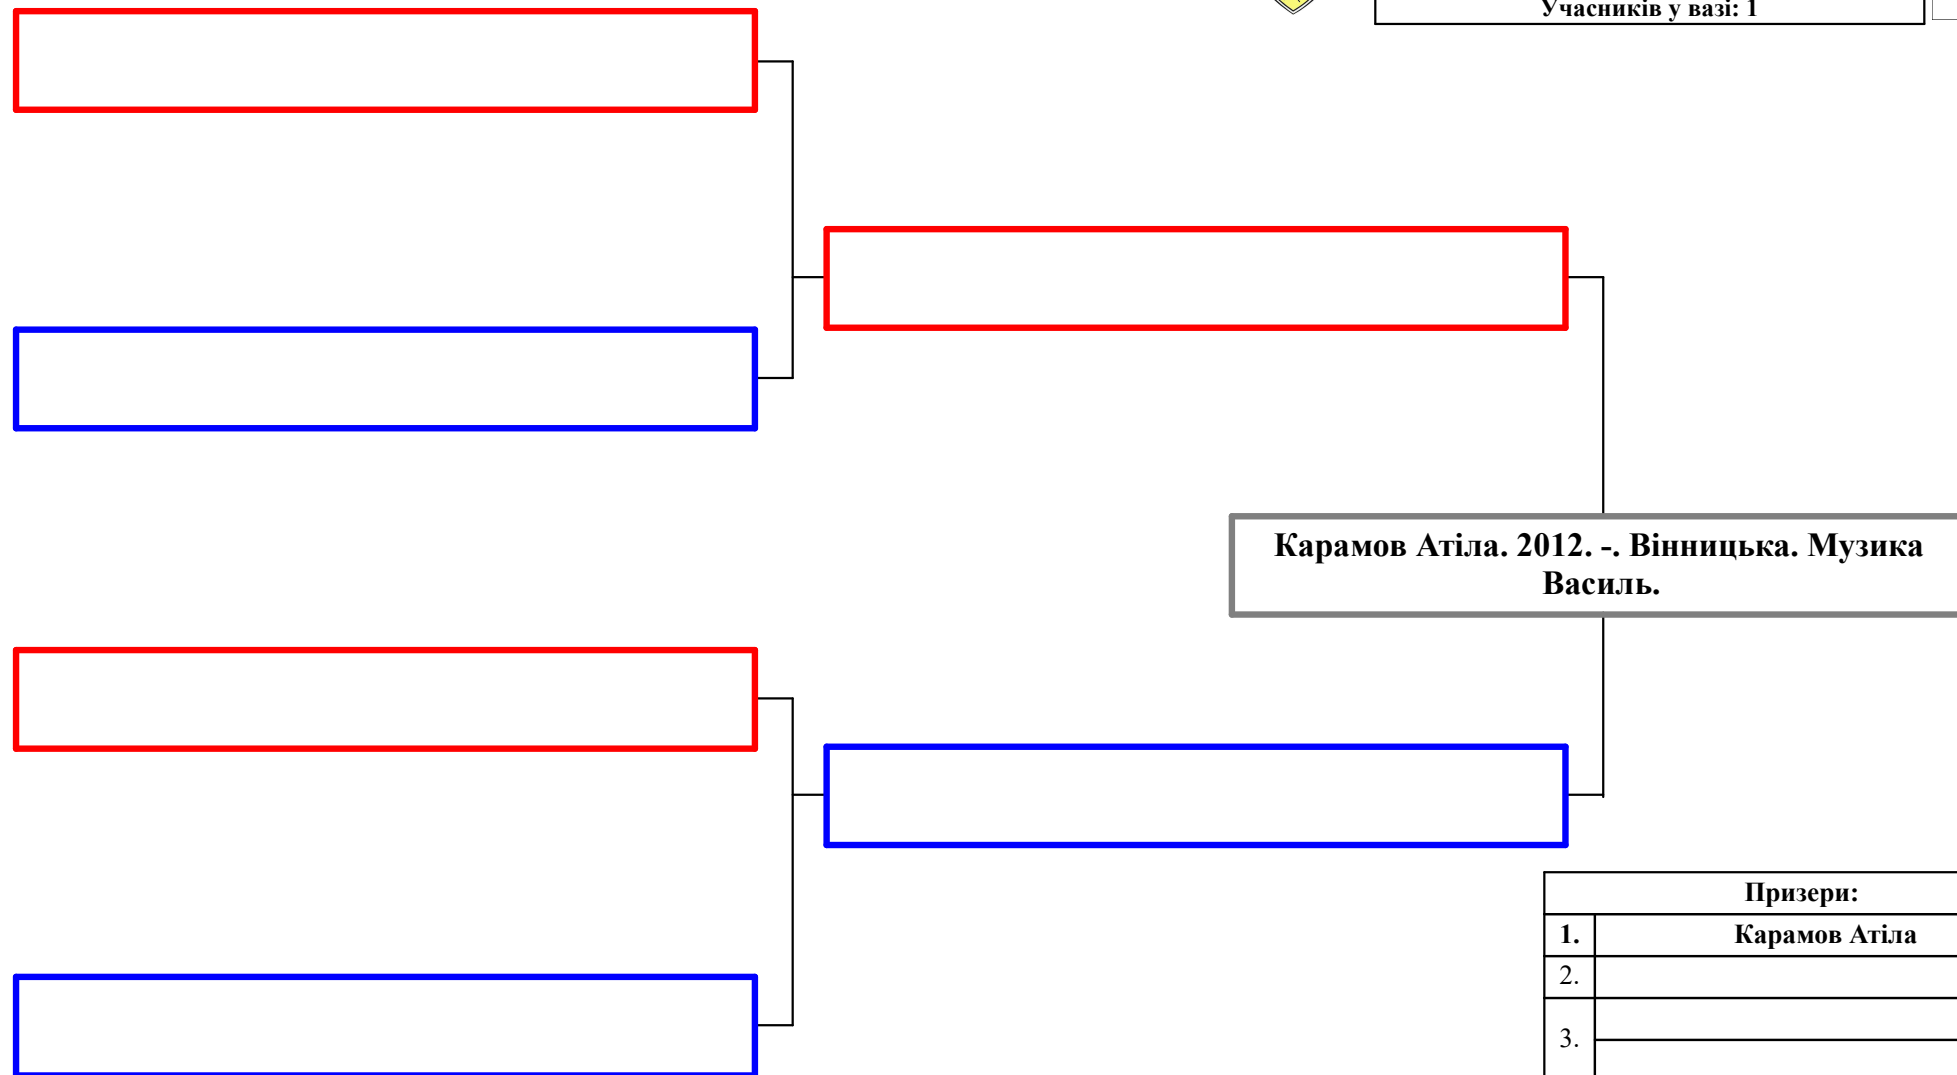 Учасників у вазі: 1
Карамов Атіла. 2012. -. Вінницька. Музика
Василь.
Призери:
1. Карамов Атіла
2.
3.